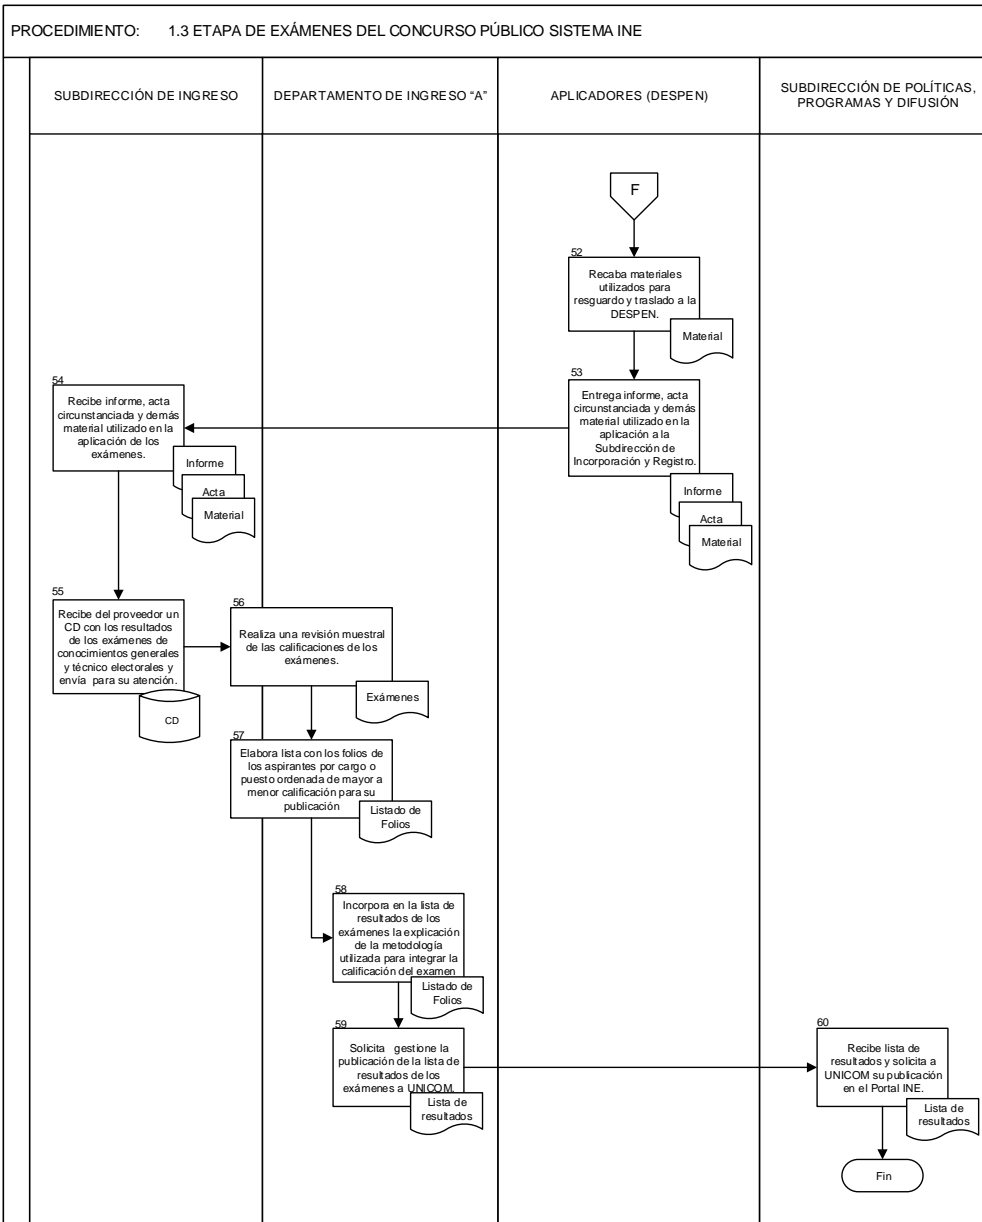 PROCEDIMIENTO: 1.3 ETAPA DE EXÁMENES DEL CONCURSO PÚBLICO SISTEMA INE
SUBDIRECCIÓN DE INGRESO
DEPARTAMENTO DE INGRESO "A"
APLICADORES (DESPEN)
SUBDIRECCIÓN DE POLÍTICAS,
PROGRAMAS Y DIFUSIÓN
F
52
Recaba materiales
utilizados para
resguardo y traslado a la
DESPEN.
Material
53
Entrega informe, acta
circunstanciada y demás
material utilizado en la
aplicación a la
Subdirección de
Incorporación y Registro.
Informe
Acta
Material
54
Recibe informe, acta
circunstanciada y demás
material utilizado en la
aplicación de los
exámenes.
Informe
Acta
Material
55
Recibe del proveedor un
CD con los resultados
de los exámenes de
conocimientos generales
y técnico electorales y
envía para su atención.
CD
56
Realiza una revisión muestral
de las calificaciones de los
exámenes.
Exámenes
57
Elabora lista con los folios de
los aspirantes por cargo o
puesto ordenada de mayor a
menor calificación para su
publicación
Listado de
Folios
58
Incorpora en la lista de
resultados de los
exámenes la explicación
de la metodología
utilizada para integrar la
calificación del examen
Listado de
Folios
59
Solicita gestione la
publicación de la lista de
resultados de los
exámenes a UNICOM.
Lista de
resultados
60
Recibe lista de
resultados y solicita a
UNICOM su publicación
en el Portal INE.
Lista de
resultados
Fin